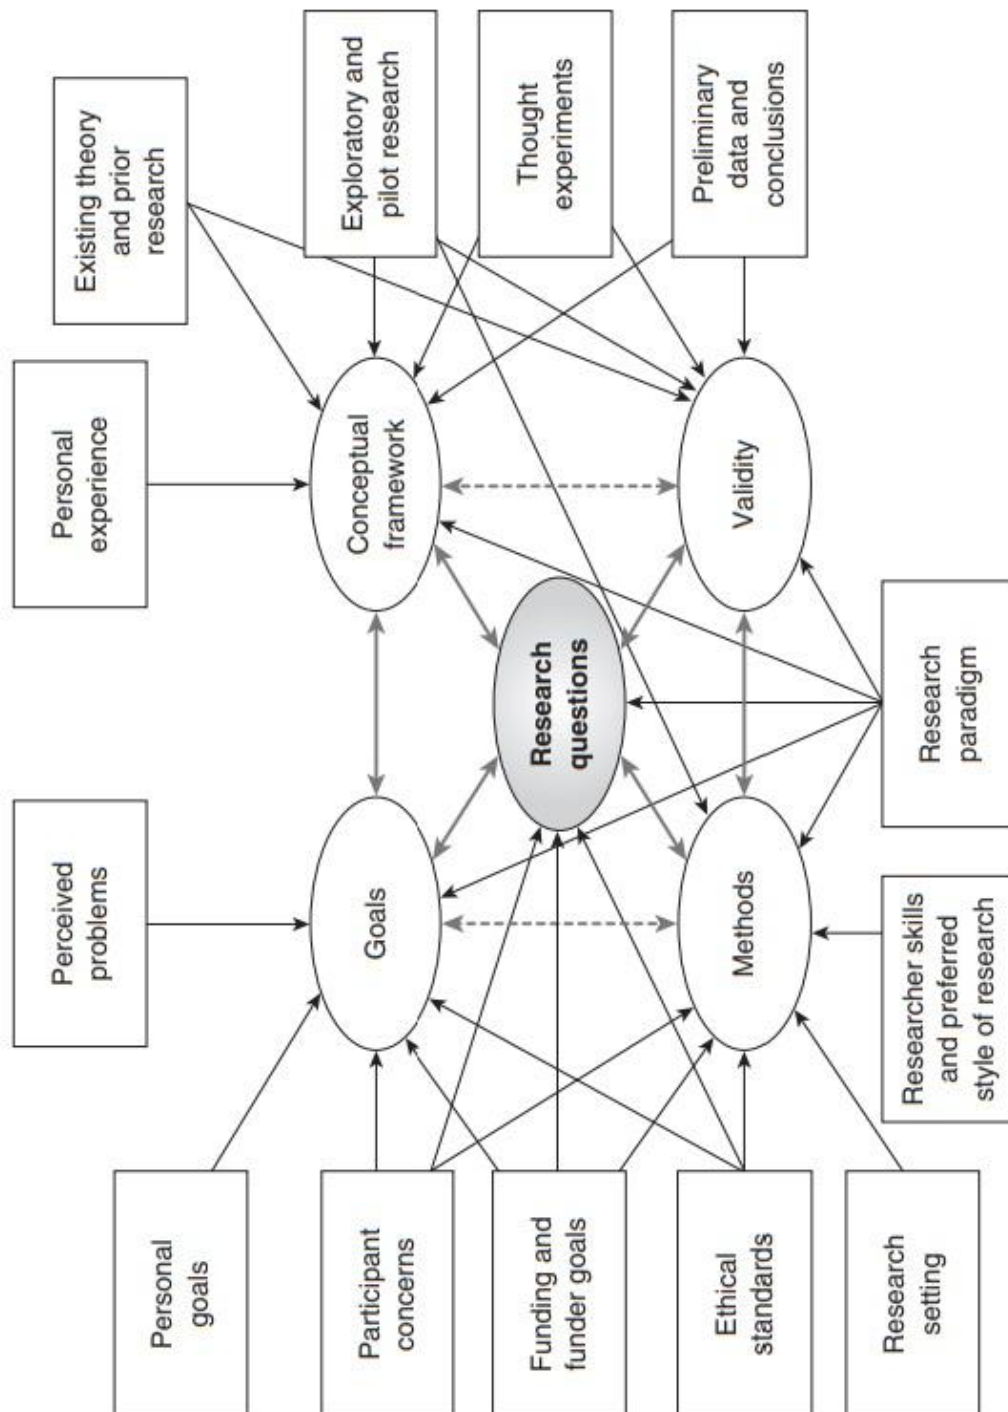 Perceived
problems
Personal
experience
Existing theory
and prior
research
Personal
goals
Participant
concerns
Goals
Conceptual
framework
Exploratory and
pilot research
Funding and
funder goals
Research
questions
Thought
experiments
Ethical
standards
Methods
Validity
Preliminary
data and
conclusions
Research
setting
Researcher skills
and preferred
style of research
Research
paradigm